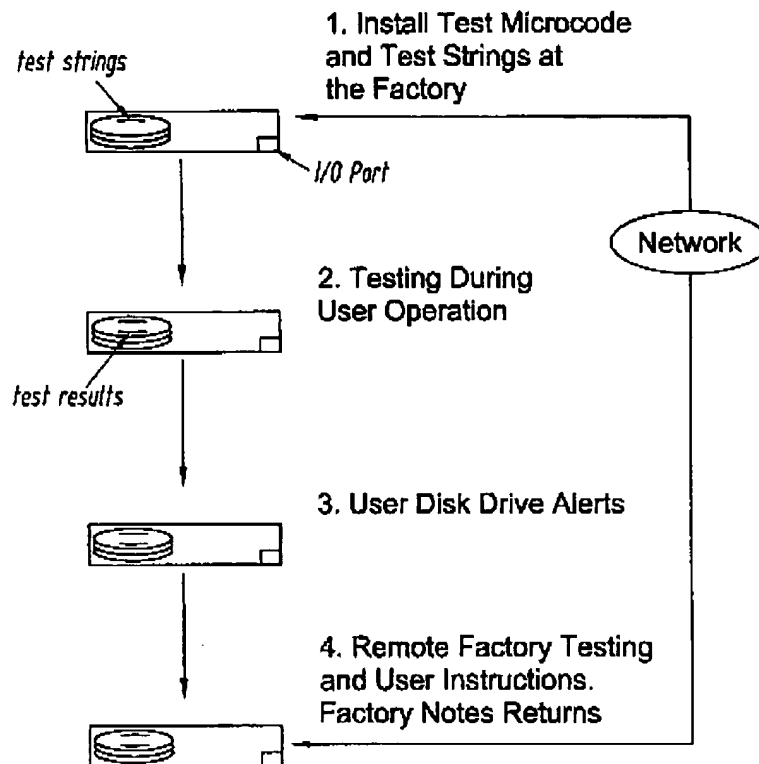 1. Install Test Microcode
and Test Strings at
the Factory
test strings
I/O Port
Network
2. Testing During
User Operation
test results
3. User Disk Drive Alerts
4. Remote Factory Testing
and User Instructions.
Factory Notes Returns